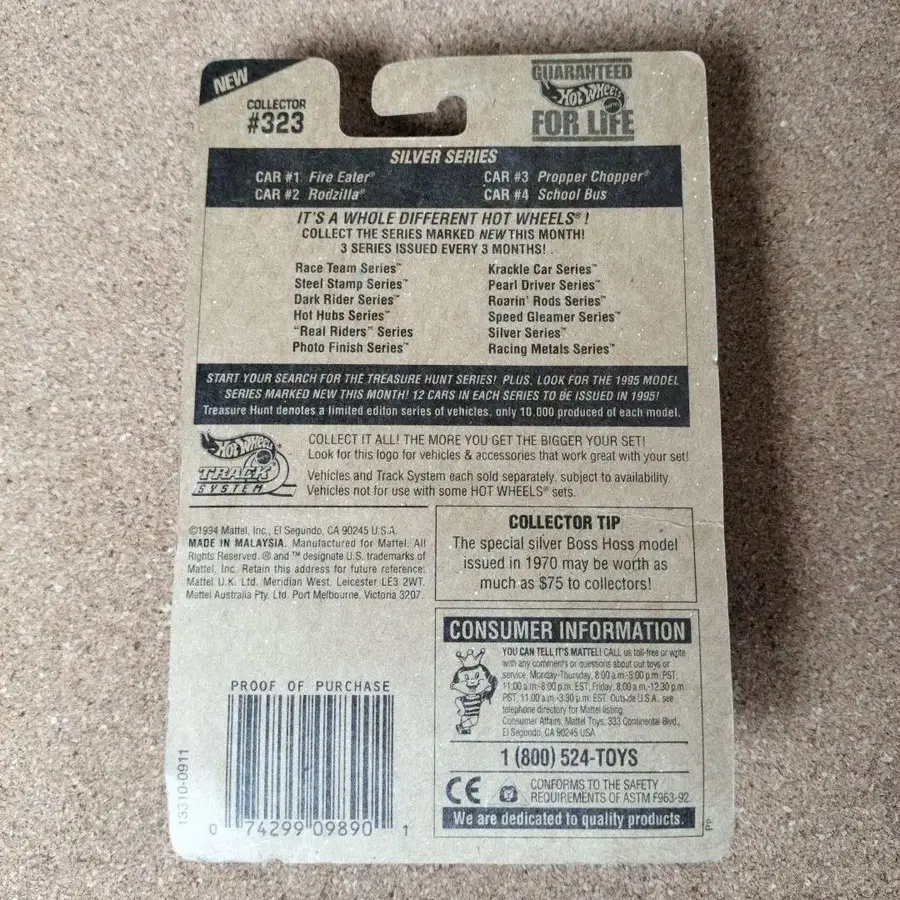 NEW
COLLECTOR
#323
GUARANTEED
HOT WHEELS
FOR LIFE
SILVER SERIES
CAR #1 Fire Eater® CAR #3 Propper Chopper®
CAR #2 Rodzilla® CAR #4 School Bus
IT'S A WHOLE DIFFERENT HOT WHEELS®!
COLLECT THE SERIES MARKED NEW THIS MONTH!
3 SERIES ISSUED EVERY 3 MONTHS!
Race Team Series™ Krackle Car Series™
Steel Stamp Series™ Pearl Driver Series™
Dark Rider Series™ Roarin' Rods Series™
Hot Hubs Series™ Speed Gleamer Series™
"Real Riders" Series Silver Series™
Photo Finish Series™ Racing Metals Series™
START YOUR SEARCH FOR THE TREASURE HUNT SERIES! PLUS, LOOK FOR THE 1995 MODEL
SERIES MARKED NEW THIS MONTH! 12 CARS IN EACH SERIES TO BE ISSUED IN 1995!
Treasure Hunt denotes a limited editon series of vehicles, only 10,000 produced of each model.
HOT WHEELS
TRACK
SYSTEM
COLLECT IT ALL! THE MORE YOU GET THE BIGGER YOUR SET!
Look for this logo for vehicles & accessories that work great with your set!
Vehicles and Track System each sold separately, subject to availability.
Vehicles not for use with some HOT WHEELS® sets.
©1994 Mattel, Inc., El Segundo, CA 90245 U.S.A.
MADE IN MALAYSIA. Manufactured for Mattel. All
Rights Reserved. ® and ™ designate U.S. trademarks of
Mattel, Inc. Retain this address for future reference:
Mattel U.K. Ltd. Meridian West, Leicester LE3 2WT.
Mattel Australia Pty. Ltd. Port Melbourne, Victoria 3207.
COLLECTOR TIP
The special silver Boss Hoss model
issued in 1970 may be worth as
much as $75 to collectors!
CONSUMER INFORMATION
YOU CAN TELL IT'S MATTEL! CALL us toll-free or write
with any comments or questions about our toys or
service. Monday-Thursday, 8:00 a.m.-5:00 p.m. PST,
11:00 a.m.-8:00 p.m. EST, Friday, 8:00 a.m.-12:30 p.m.
PST, 11:00 a.m.-3:30 p.m. EST. Outside U.S.A., see
telephone directory for Mattel listing.
Consumer Affairs, Mattel Toys, 333 Continental Blvd.,
El Segundo, CA 90245 USA
1 (800) 524-TOYS
CE
CONFORMS TO THE SAFETY
REQUIREMENTS OF ASTM F963-92
We are dedicated to quality products.
PROOF OF PURCHASE
0 74299 09890 1
13310-0911